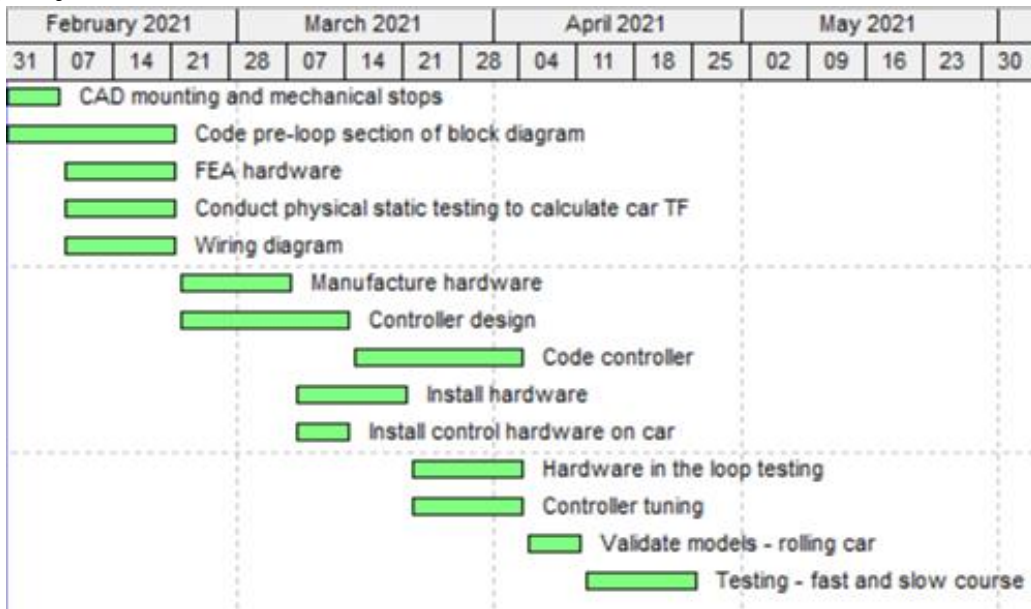 February 2021 March 2021 April 2021 May 2021
31 07 14 21 28 07 14 21 28 04 11 18 25 02 09 16 23 30
CAD mounting and mechanical stops
Code pre-loop section of block diagram
FEA hardware
Conduct physical static testing to calculate car TF
Wiring diagram
Manufacture hardware
Controller design
Code controller
Install hardware
Install control hardware on car
Hardware in the loop testing
Controller tuning
Validate models - rolling car
Testing - fast and slow course